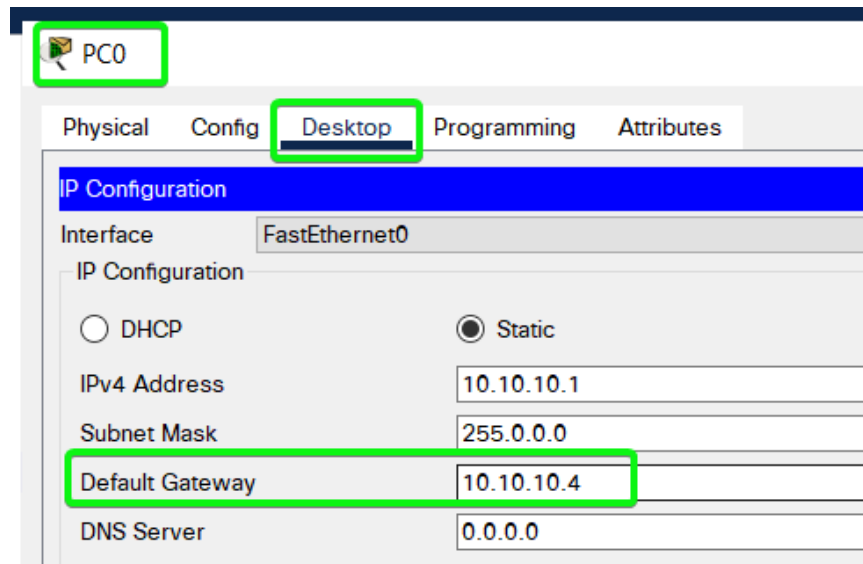 PC0
Physical Config Desktop Programming Attributes
IP Configuration
Interface FastEthernet0
IP Configuration
DHCP Static
IPv4 Address 10.10.10.1
Subnet Mask 255.0.0.0
Default Gateway 10.10.10.4
DNS Server 0.0.0.0